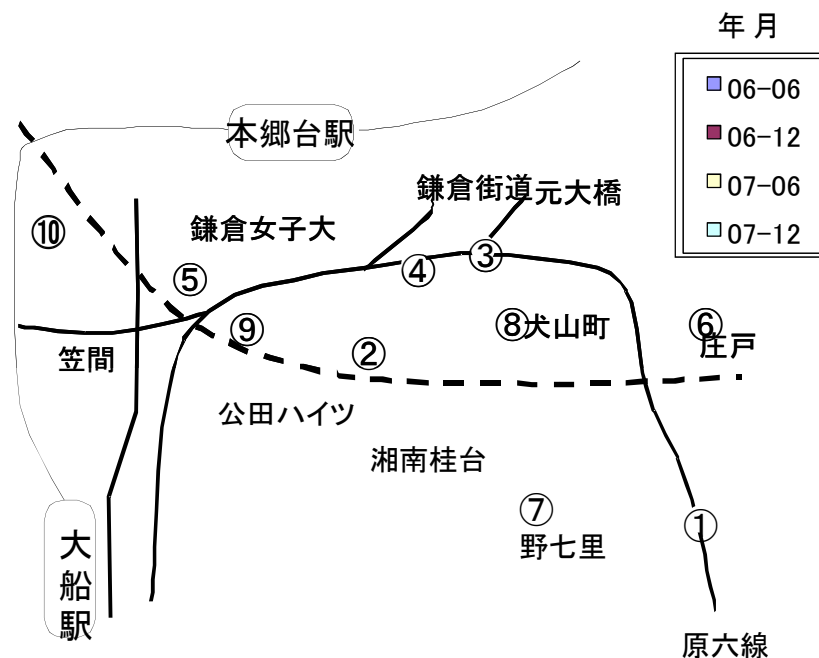 年 月
06-06
06-12
07-06
07-12
本郷台駅
鎌倉街道
元大橋
鎌倉女子大
⑩
⑤
④
③
⑨
②
⑧犬山町
⑥
庄戸
笠間
公田ハイツ
湘南桂台
⑦
野七里
①
大船駅
原六線